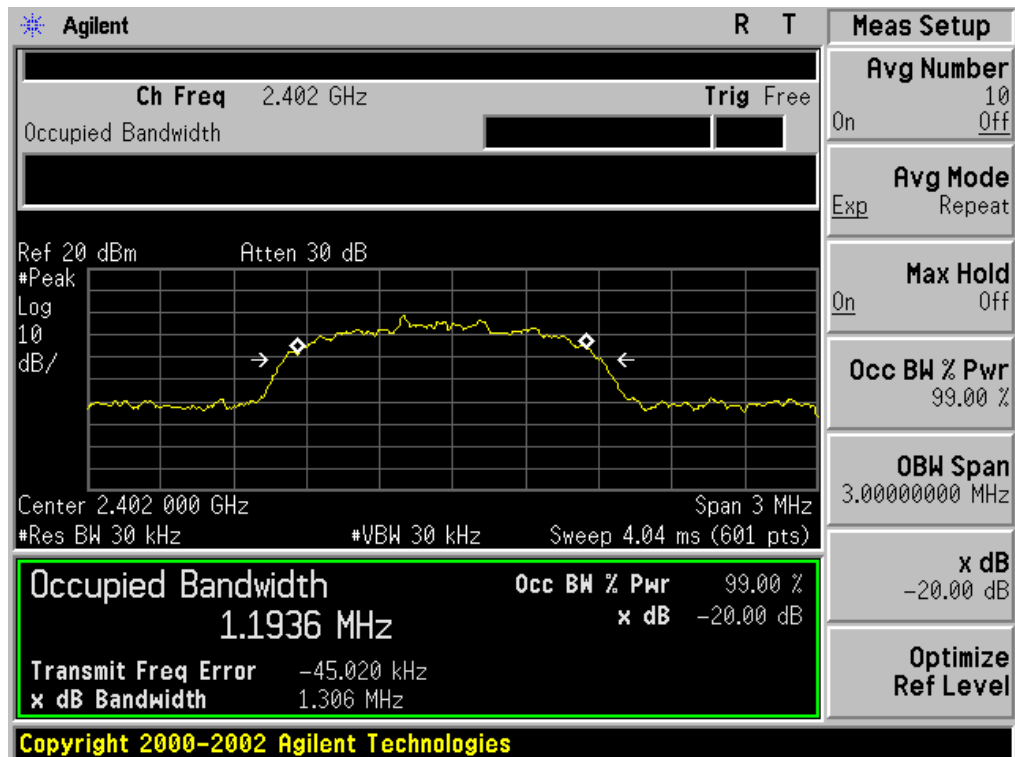 Agilent R T
Ch Freq 2.402 GHz Trig Free
Occupied Bandwidth
Ref 20 dBm Atten 30 dB
#Peak
Log
10
dB/
Center 2.402 000 GHz Span 3 MHz
#Res BW 30 kHz #VBW 30 kHz Sweep 4.04 ms (601 pts)
Occupied Bandwidth Occ BW % Pwr 99.00 %
1.1936 MHz x dB -20.00 dB
Transmit Freq Error -45.020 kHz
x dB Bandwidth 1.306 MHz
Copyright 2000-2002 Agilent Technologies
Meas Setup
Avg Number
10
On Off
Avg Mode
Exp Repeat
Max Hold
On Off
Occ BW % Pwr
99.00 %
OBW Span
3.00000000 MHz
x dB
-20.00 dB
Optimize
Ref Level